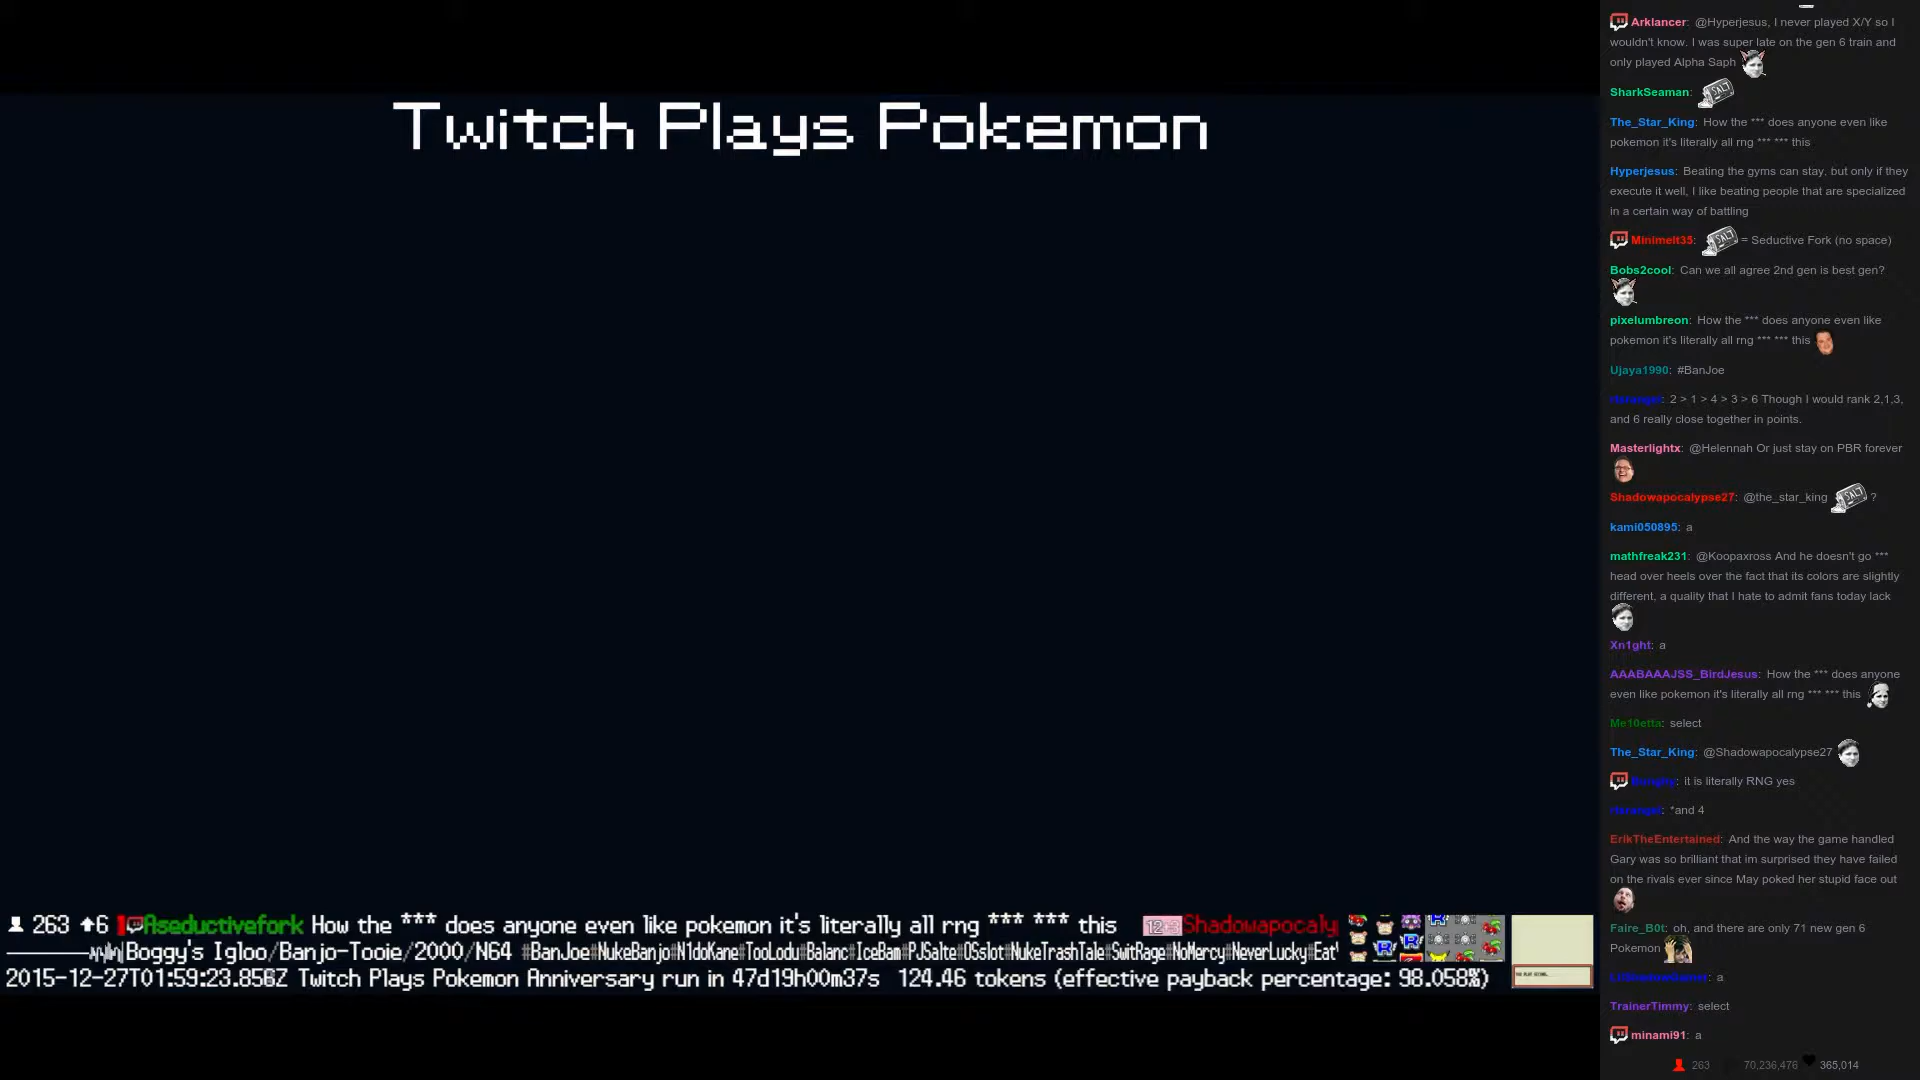 Twitch Plays Pokemon
263 6 Aseductivefork How the *** does anyone even like pokemon it's literally all rng *** *** this Shadowapocaly
Boggy's Igloo/Banjo-Tooie/2000/N64 #BanJoe#NukeBanjo#N1doKane#TooLodu#Balanc#IceBam#PJSalte#OSslot#NukeTrashTale#SwitRage#NoMercy#NeverLucky#Eat
2015-12-27T01:59:23.856Z Twitch Plays Pokemon Anniversary run in 47d19h00m37s 124.46 tokens (effective payback percentage: 98.058%)
Arklancer: @Hyperjesus, I never played X/Y so I
wouldn't know. I was super late on the gen 6 train and
only played Alpha Saph
SharkSeaman: SALT
The_Star_King: How the *** does anyone even like
pokemon it's literally all rng *** *** this
Hyperjesus: Beating the gyms can stay, but only if they
execute it well, I like beating people that are specialized
in a certain way of battling
Minimelt35: SALT = Seductive Fork (no space)
Bobs2cool: Can we all agree 2nd gen is best gen?
pixelumbreon: How the *** does anyone even like
pokemon it's literally all rng *** *** this
Ujaya1990: #BanJoe
2 > 1 > 4 > 3 > 6 Though I would rank 2,1,3,
and 6 really close together in points.
Masterlightx: @Helennah Or just stay on PBR forever
Shadowapocalypse27: @the_star_king SALT ?
kami050895: a
mathfreak231: @Koopaxross And he doesn't go ***
head over heels over the fact that its colors are slightly
different, a quality that I hate to admit fans today lack
Xn1ght: a
AAABAAAJSS_BirdJesus: How the *** does anyone
even like pokemon it's literally all rng *** *** this
Me10etta: select
The_Star_King: @Shadowapocalypse27
it is literally RNG yes
*and 4
ErikTheEntertained: And the way the game handled
Gary was so brilliant that im surprised they have failed
on the rivals ever since May poked her stupid face out
Faire_B0t: oh, and there are only 71 new gen 6
Pokemon
a
TrainerTimmy: select
minami91: a
263 70,236,476 365,014